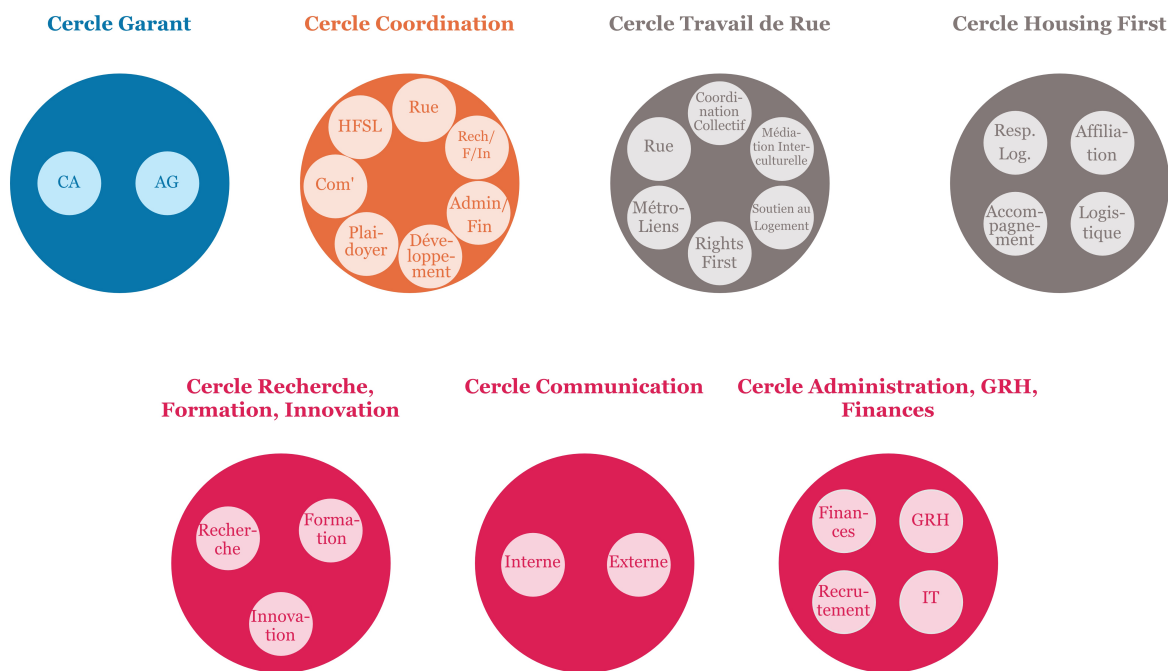 Cercle Garant
CA
AG
Cercle Coordination
Rue
HFSL
Rech/
F/In
Com'
Admin/
Fin
Plai-
doyer
Déve-
loppe-
ment
Cercle Travail de Rue
Coordi-
nation
Collectif
Rue
Média-
tion Inter-
culturelle
Métro-
Liens
Soutien au
Logement
Rights
First
Cercle Housing First
Resp.
Log.
Affilia-
tion
Accom-
pagne-
ment
Logis-
tique
Cercle Recherche,
Formation, Innovation
Recher-
che
Forma-
tion
Innova-
tion
Cercle Communication
Interne
Externe
Cercle Administration, GRH,
Finances
Finan-
ces
GRH
Recru-
tement
IT